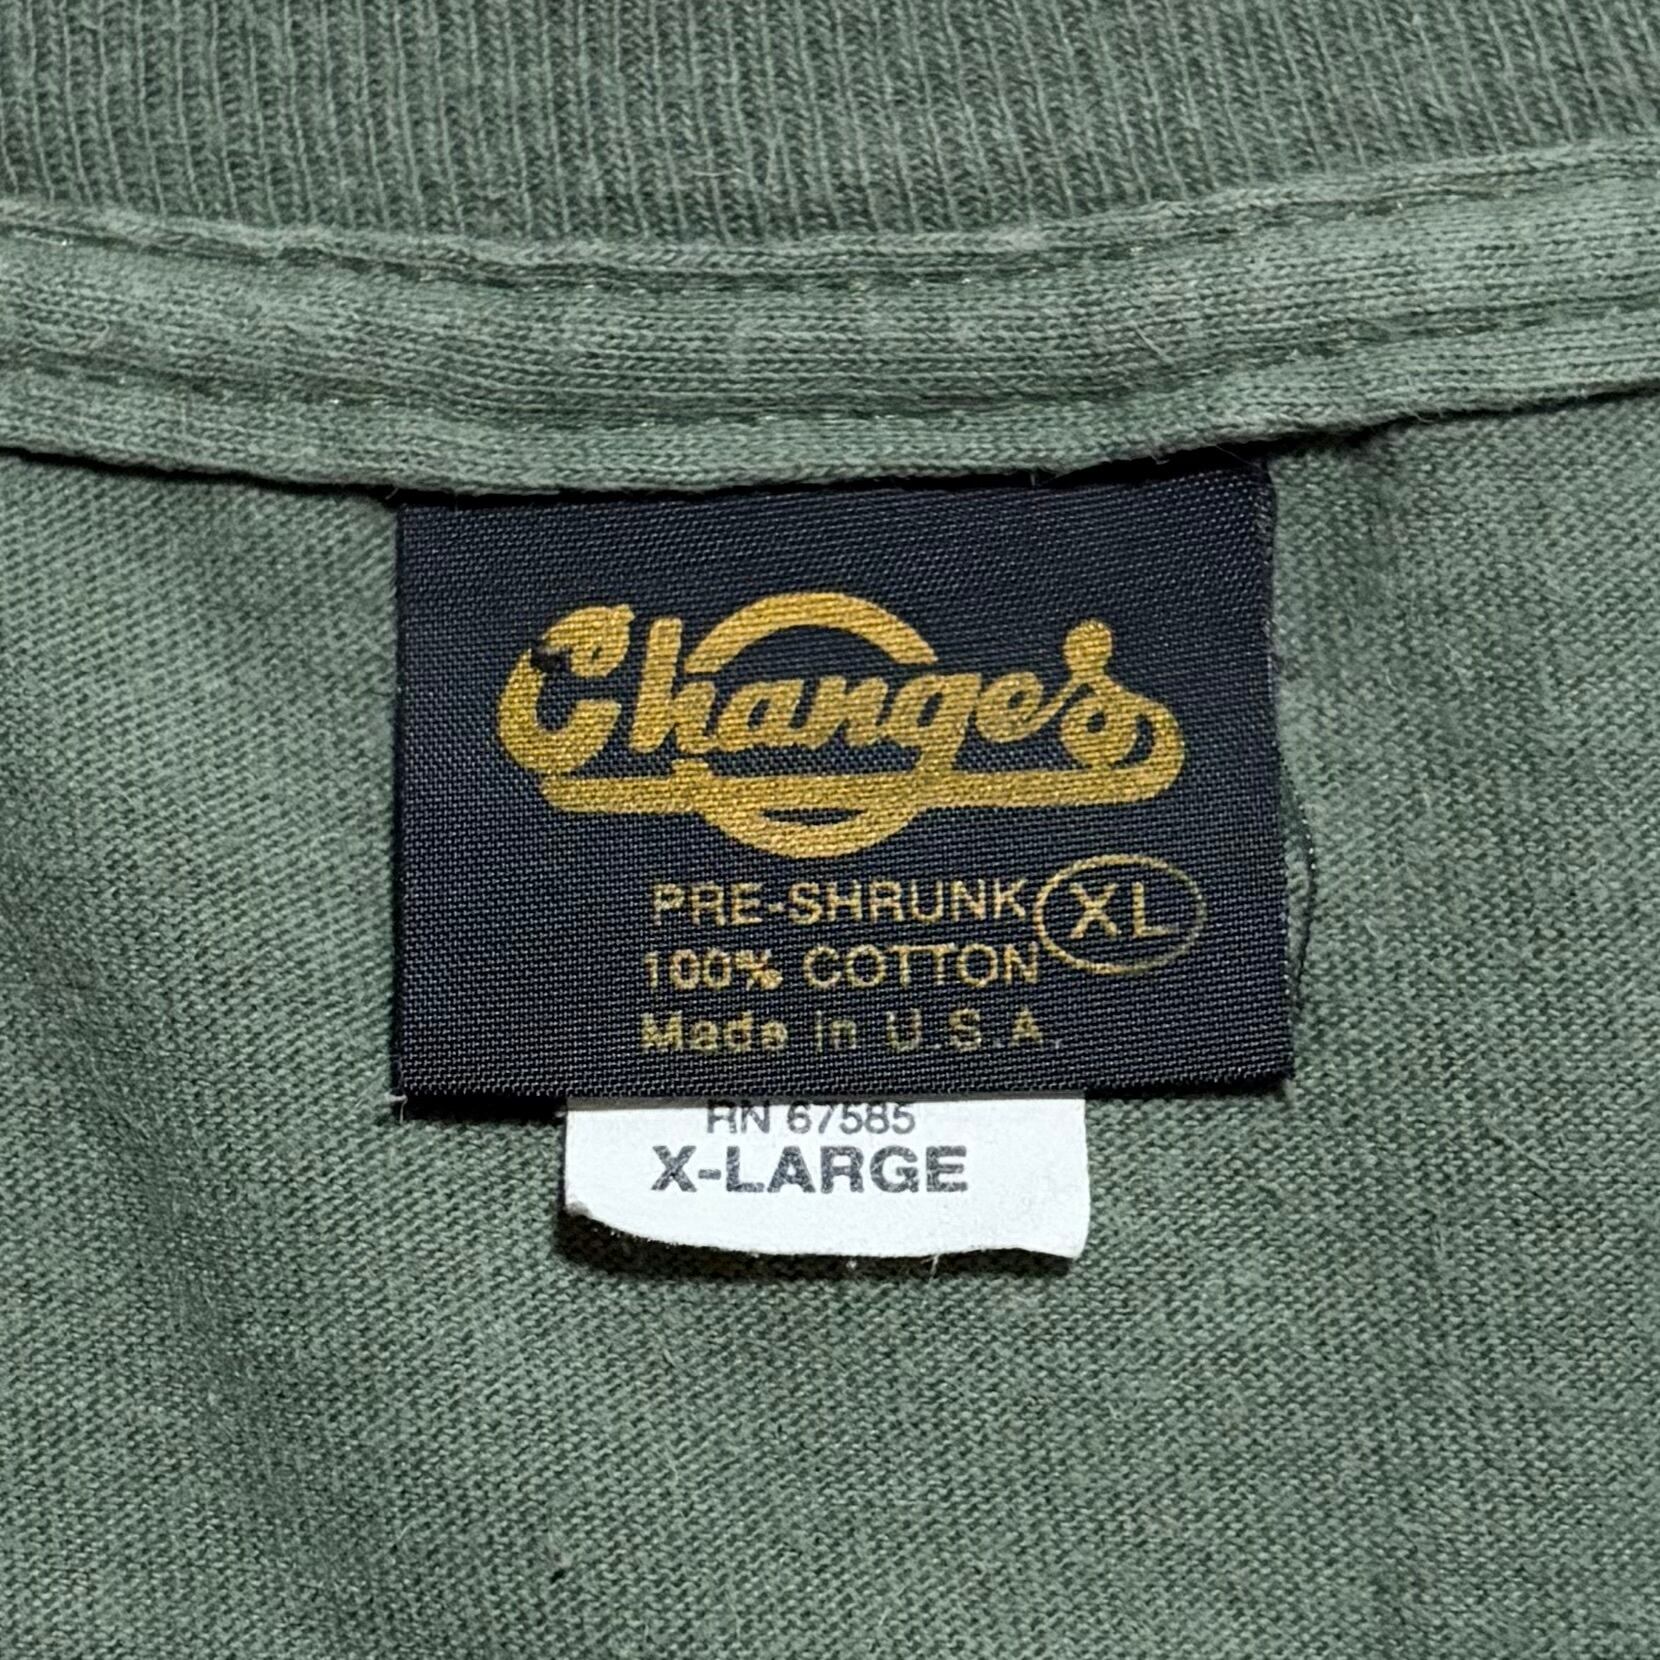 Changes
PRE-SHRUNK XL
100% COTTON
Made in U.S.A.
RN 67585
X-LARGE